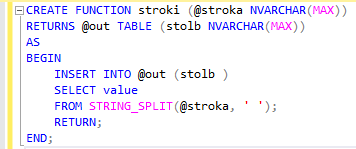 CREATE FUNCTION stroki (@stroka NVARCHAR(MAX))
RETURNS @out TABLE (stolb NVARCHAR(MAX))
AS
BEGIN
INSERT INTO @out (stolb )
SELECT value
FROM STRING_SPLIT(@stroka, ' ');
RETURN;
END;